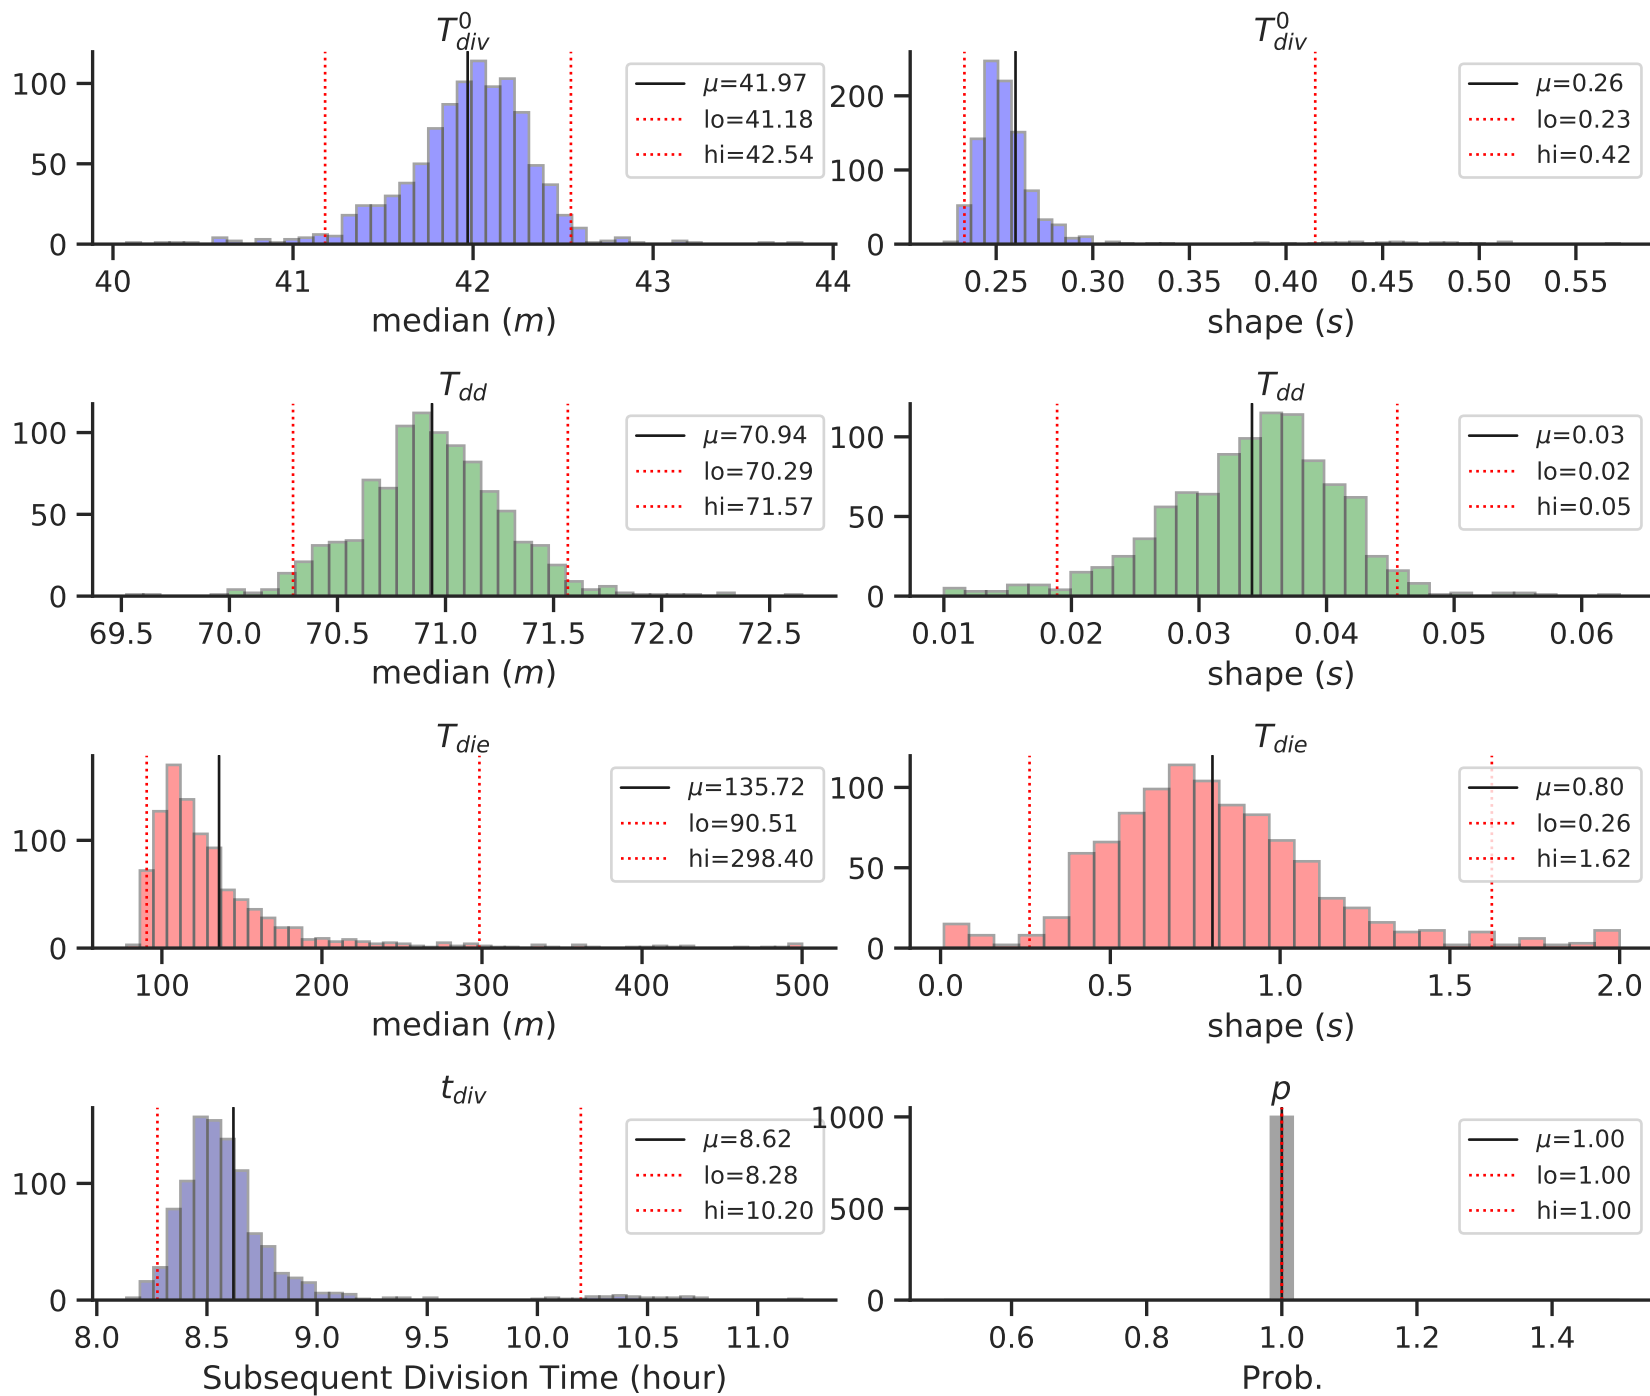 T⁰div
100
50
0
μ=41.97
lo=41.18
hi=42.54
40 41 42 43 44
median (m)
T⁰div
200
100
0
μ=0.26
lo=0.23
hi=0.42
0.25 0.30 0.35 0.40 0.45 0.50 0.55
shape (s)
Tdd
100
50
0
μ=70.94
lo=70.29
hi=71.57
69.5 70.0 70.5 71.0 71.5 72.0 72.5
median (m)
Tdd
100
50
0
μ=0.03
lo=0.02
hi=0.05
0.01 0.02 0.03 0.04 0.05 0.06
shape (s)
Tdie
100
0
μ=135.72
lo=90.51
hi=298.40
100 200 300 400 500
median (m)
Tdie
100
50
0
μ=0.80
lo=0.26
hi=1.62
0.0 0.5 1.0 1.5 2.0
shape (s)
tdiv
100
0
μ=8.62
lo=8.28
hi=10.20
8.0 8.5 9.0 9.5 10.0 10.5 11.0
Subsequent Division Time (hour)
p
1000
500
0
μ=1.00
lo=1.00
hi=1.00
0.6 0.8 1.0 1.2 1.4
Prob.